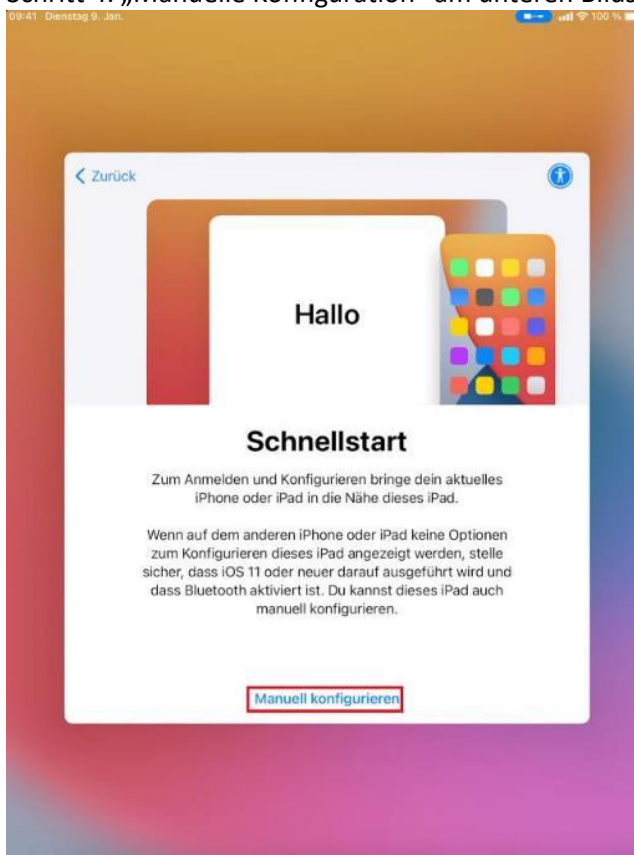 „Manuelle Konfiguration“ am unteren
09:41 Dienstag 9. Jan.
100 %
Zurück
Hallo
Schnellstart
Zum Anmelden und Konfigurieren bringe dein aktuelles
iPhone oder iPad in die Nähe dieses iPad.
Wenn auf dem anderen iPhone oder iPad keine Optionen
zum Konfigurieren dieses iPad angezeigt werden, stelle
sicher, dass iOS 11 oder neuer darauf ausgeführt wird und
dass Bluetooth aktiviert ist. Du kannst dieses iPad auch
manuell konfigurieren.
Manuell konfigurieren